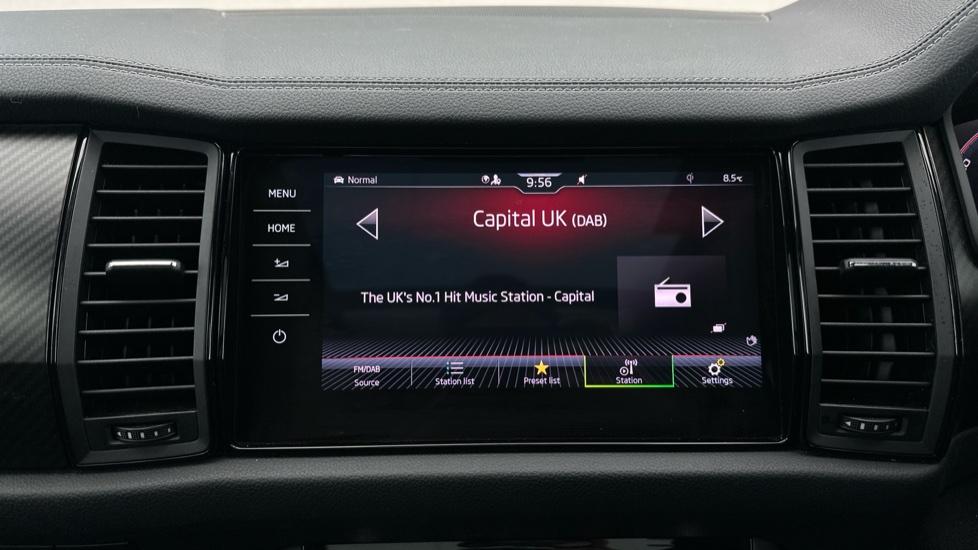 MENU
HOME
Normal
9:56
8.5°C
Capital UK (DAB)
The UK's No.1 Hit Music Station - Capital
FM/DAB
Source
Station list
Preset list
Station
Settings